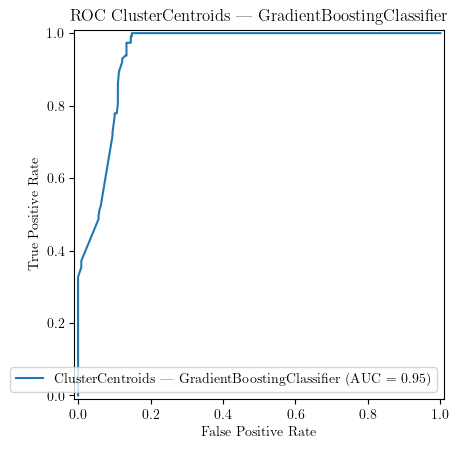 ROC ClusterCentroids — GradientBoostingClassifier
True Positive Rate
1.0
0.8
0.6
0.4
0.2
0.0
ClusterCentroids — GradientBoostingClassifier (AUC = 0.95)
0.0 0.2 0.4 0.6 0.8 1.0
False Positive Rate